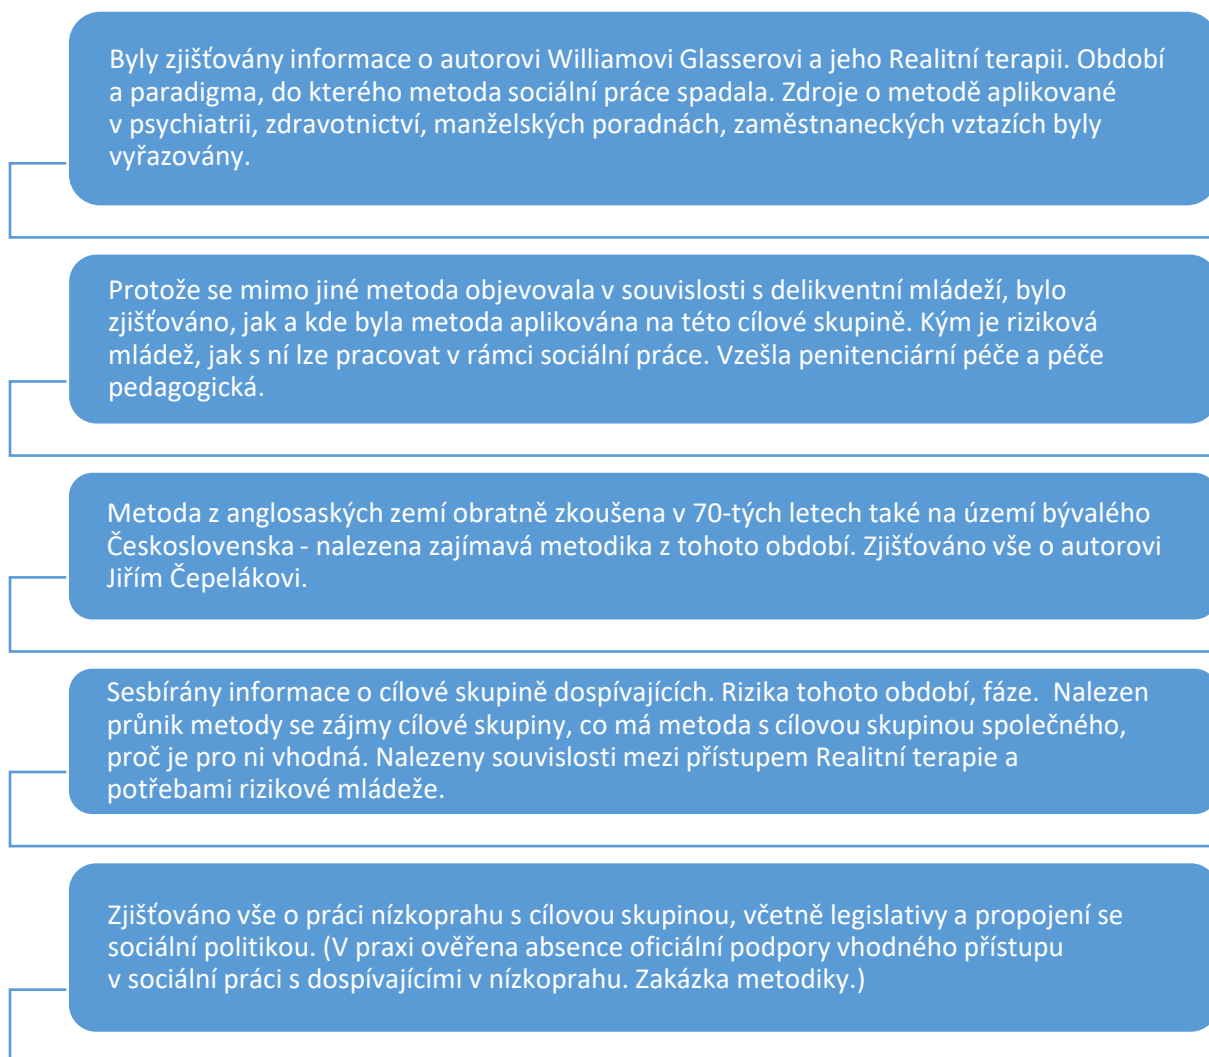 Byly zjišťovány informace o autorovi Williamovi Glasserovi a jeho Realitní terapii. Období
a paradigma, do kterého metoda sociální práce spadala. Zdroje o metodě aplikované
v psychiatrii, zdravotnictví, manželských poradnách, zaměstnaneckých vztazích byly
vyřazovány.
Protože se mimo jiné metoda objevovala v souvislosti s delikventní mládeží, bylo
zjišťováno, jak a kde byla metoda aplikována na této cílové skupině. Kým je riziková
mládež, jak s ní lze pracovat v rámci sociální práce. Vzešla penitenciární péče a péče
pedagogická.
Metoda z anglosaských zemí obratně zkoušena v 70-tých letech také na území bývalého
Československa - nalezena zajímavá metodika z tohoto období. Zjišťováno vše o autorovi
Jiřím Čepelákovi.
Sesbírány informace o cílové skupině dospívajících. Rizika tohoto období, fáze.  Nalezen
průnik metody se zájmy cílové skupiny, co má metoda s cílovou skupinou společného,
proč je pro ni vhodná. Nalezeny souvislosti mezi přístupem Realitní terapie a
potřebami rizikové mládeže.
Zjišťováno vše o práci nízkoprahu s cílovou skupinou, včetně legislativy a propojení se
sociální politikou. (V praxi ověřena absence oficiální podpory vhodného přístupu
v sociální práci s dospívajícími v nízkoprahu. Zakázka metodiky.)